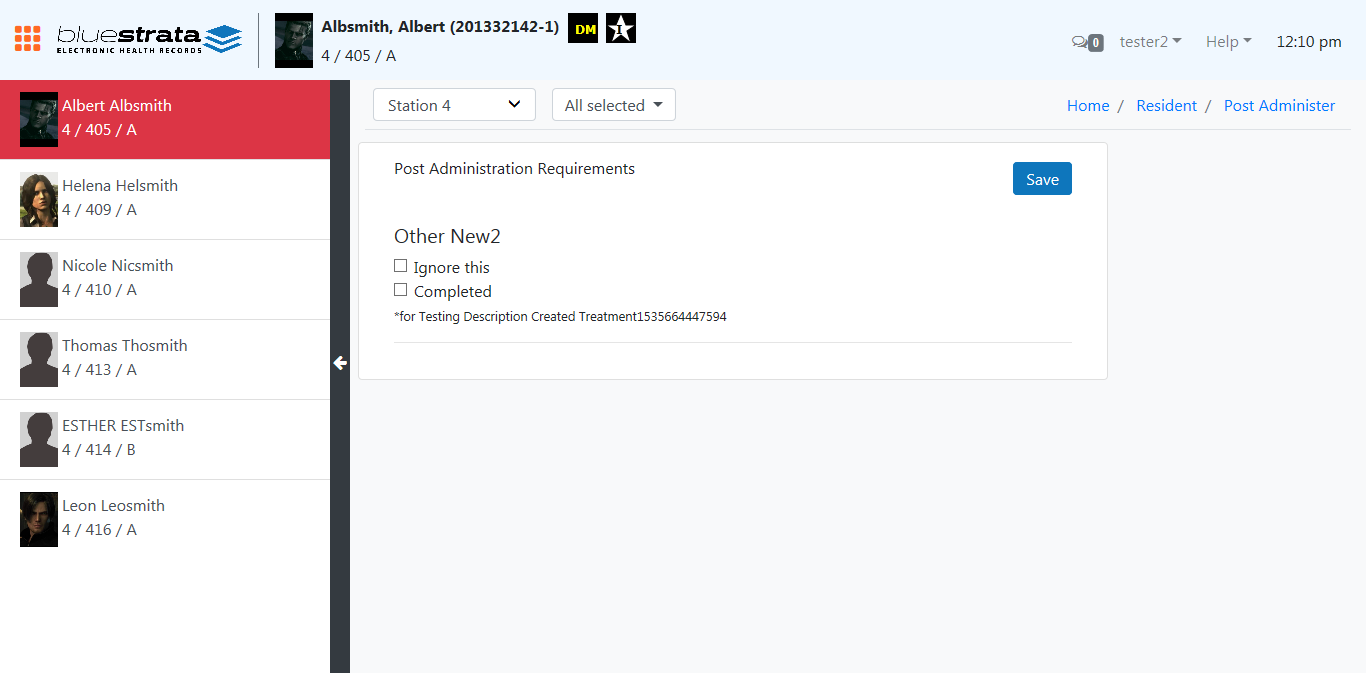 bluestrata
ELECTRONIC HEALTH RECORDS
Albsmith, Albert (201332142-1) DM 1
4 / 405 / A
0 tester2 Help 12:10 pm
Albert Albsmith
4 / 405 / A
Helena Helsmith
4 / 409 / A
Nicole Nicsmith
4 / 410 / A
Thomas Thosmith
4 / 413 / A
ESTHER ESTsmith
4 / 414 / B
Leon Leosmith
4 / 416 / A
Station 4 All selected
Home / Resident / Post Administer
Post Administration Requirements
Save
Other New2
Ignore this
Completed
*for Testing Description Created Treatment1535664447594